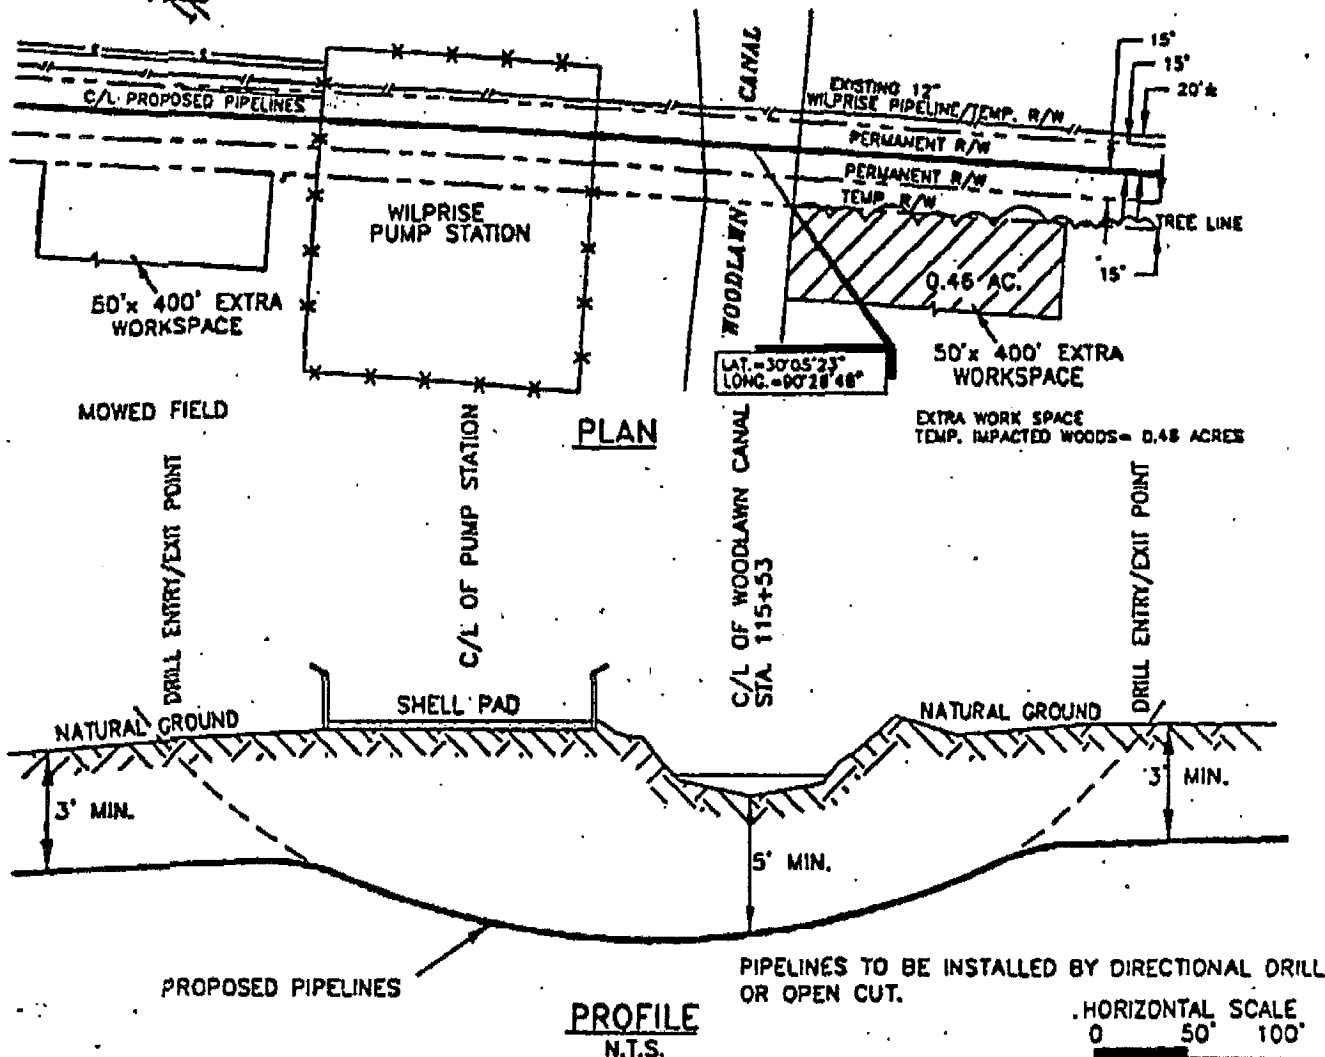 15'
15'
20'±
CANAL
EXISTING 12"
WILPRISE PIPELINE/TEMP. R/W
C/L PROPOSED PIPELINES
PERMANENT R/W
PERMANENT R/W
TEMP. R/W
WILPRISE
PUMP STATION
WOODLAWN
TREE LINE
15'
0.46 AC.
50'x 400' EXTRA
WORKSPACE
50'x 400' EXTRA
WORKSPACE
LAT.=30°05'23"
LONG.=90°28'48"
MOWED FIELD
PLAN
EXTRA WORK SPACE
TEMP. IMPACTED WOODS= 0.46 ACRES
DRILL ENTRY/EXIT POINT
C/L OF PUMP STATION
C/L OF WOODLAWN CANAL
STA. 115+53
DRILL ENTRY/EXIT POINT
NATURAL GROUND
SHELL PAD
NATURAL GROUND
3' MIN.
3' MIN.
5' MIN.
PROPOSED PIPELINES
PIPELINES TO BE INSTALLED BY DIRECTIONAL DRILL
OR OPEN CUT.
PROFILE
N.T.S.
HORIZONTAL SCALE
0 50' 100'